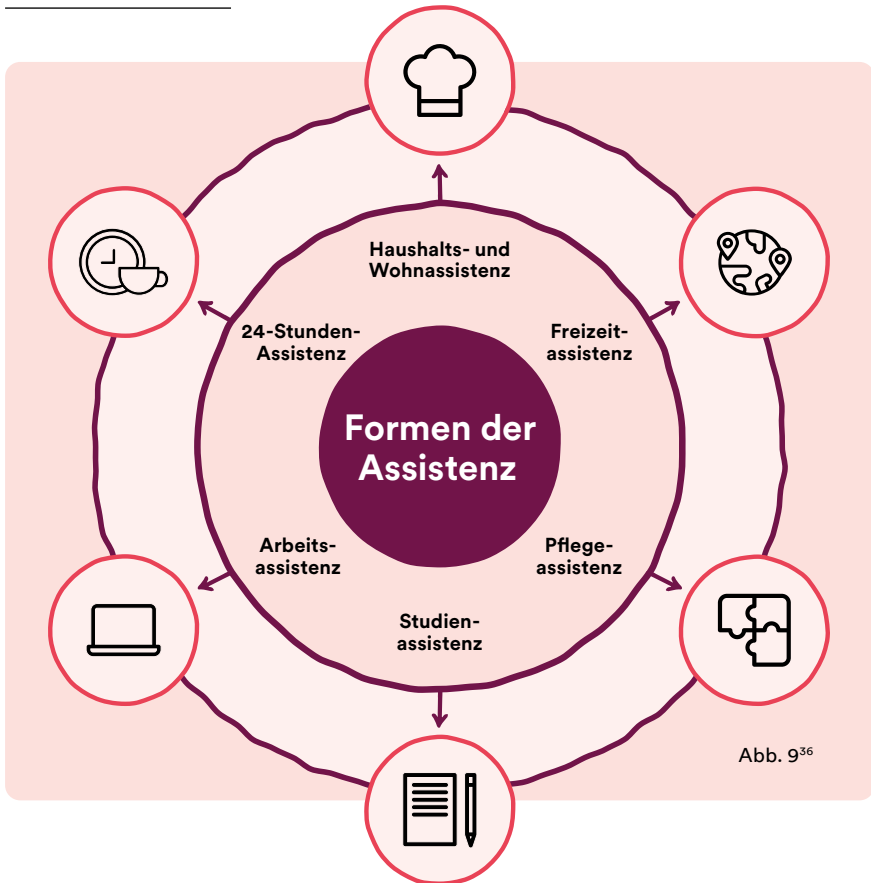 Haushalts- und
Wohnassistenz
24-Stunden-
Assistenz
Freizeit-
assistenz
Formen der
Assistenz
Arbeits-
assistenz
Pflege-
assistenz
Studien-
assistenz
Abb. 9³⁶